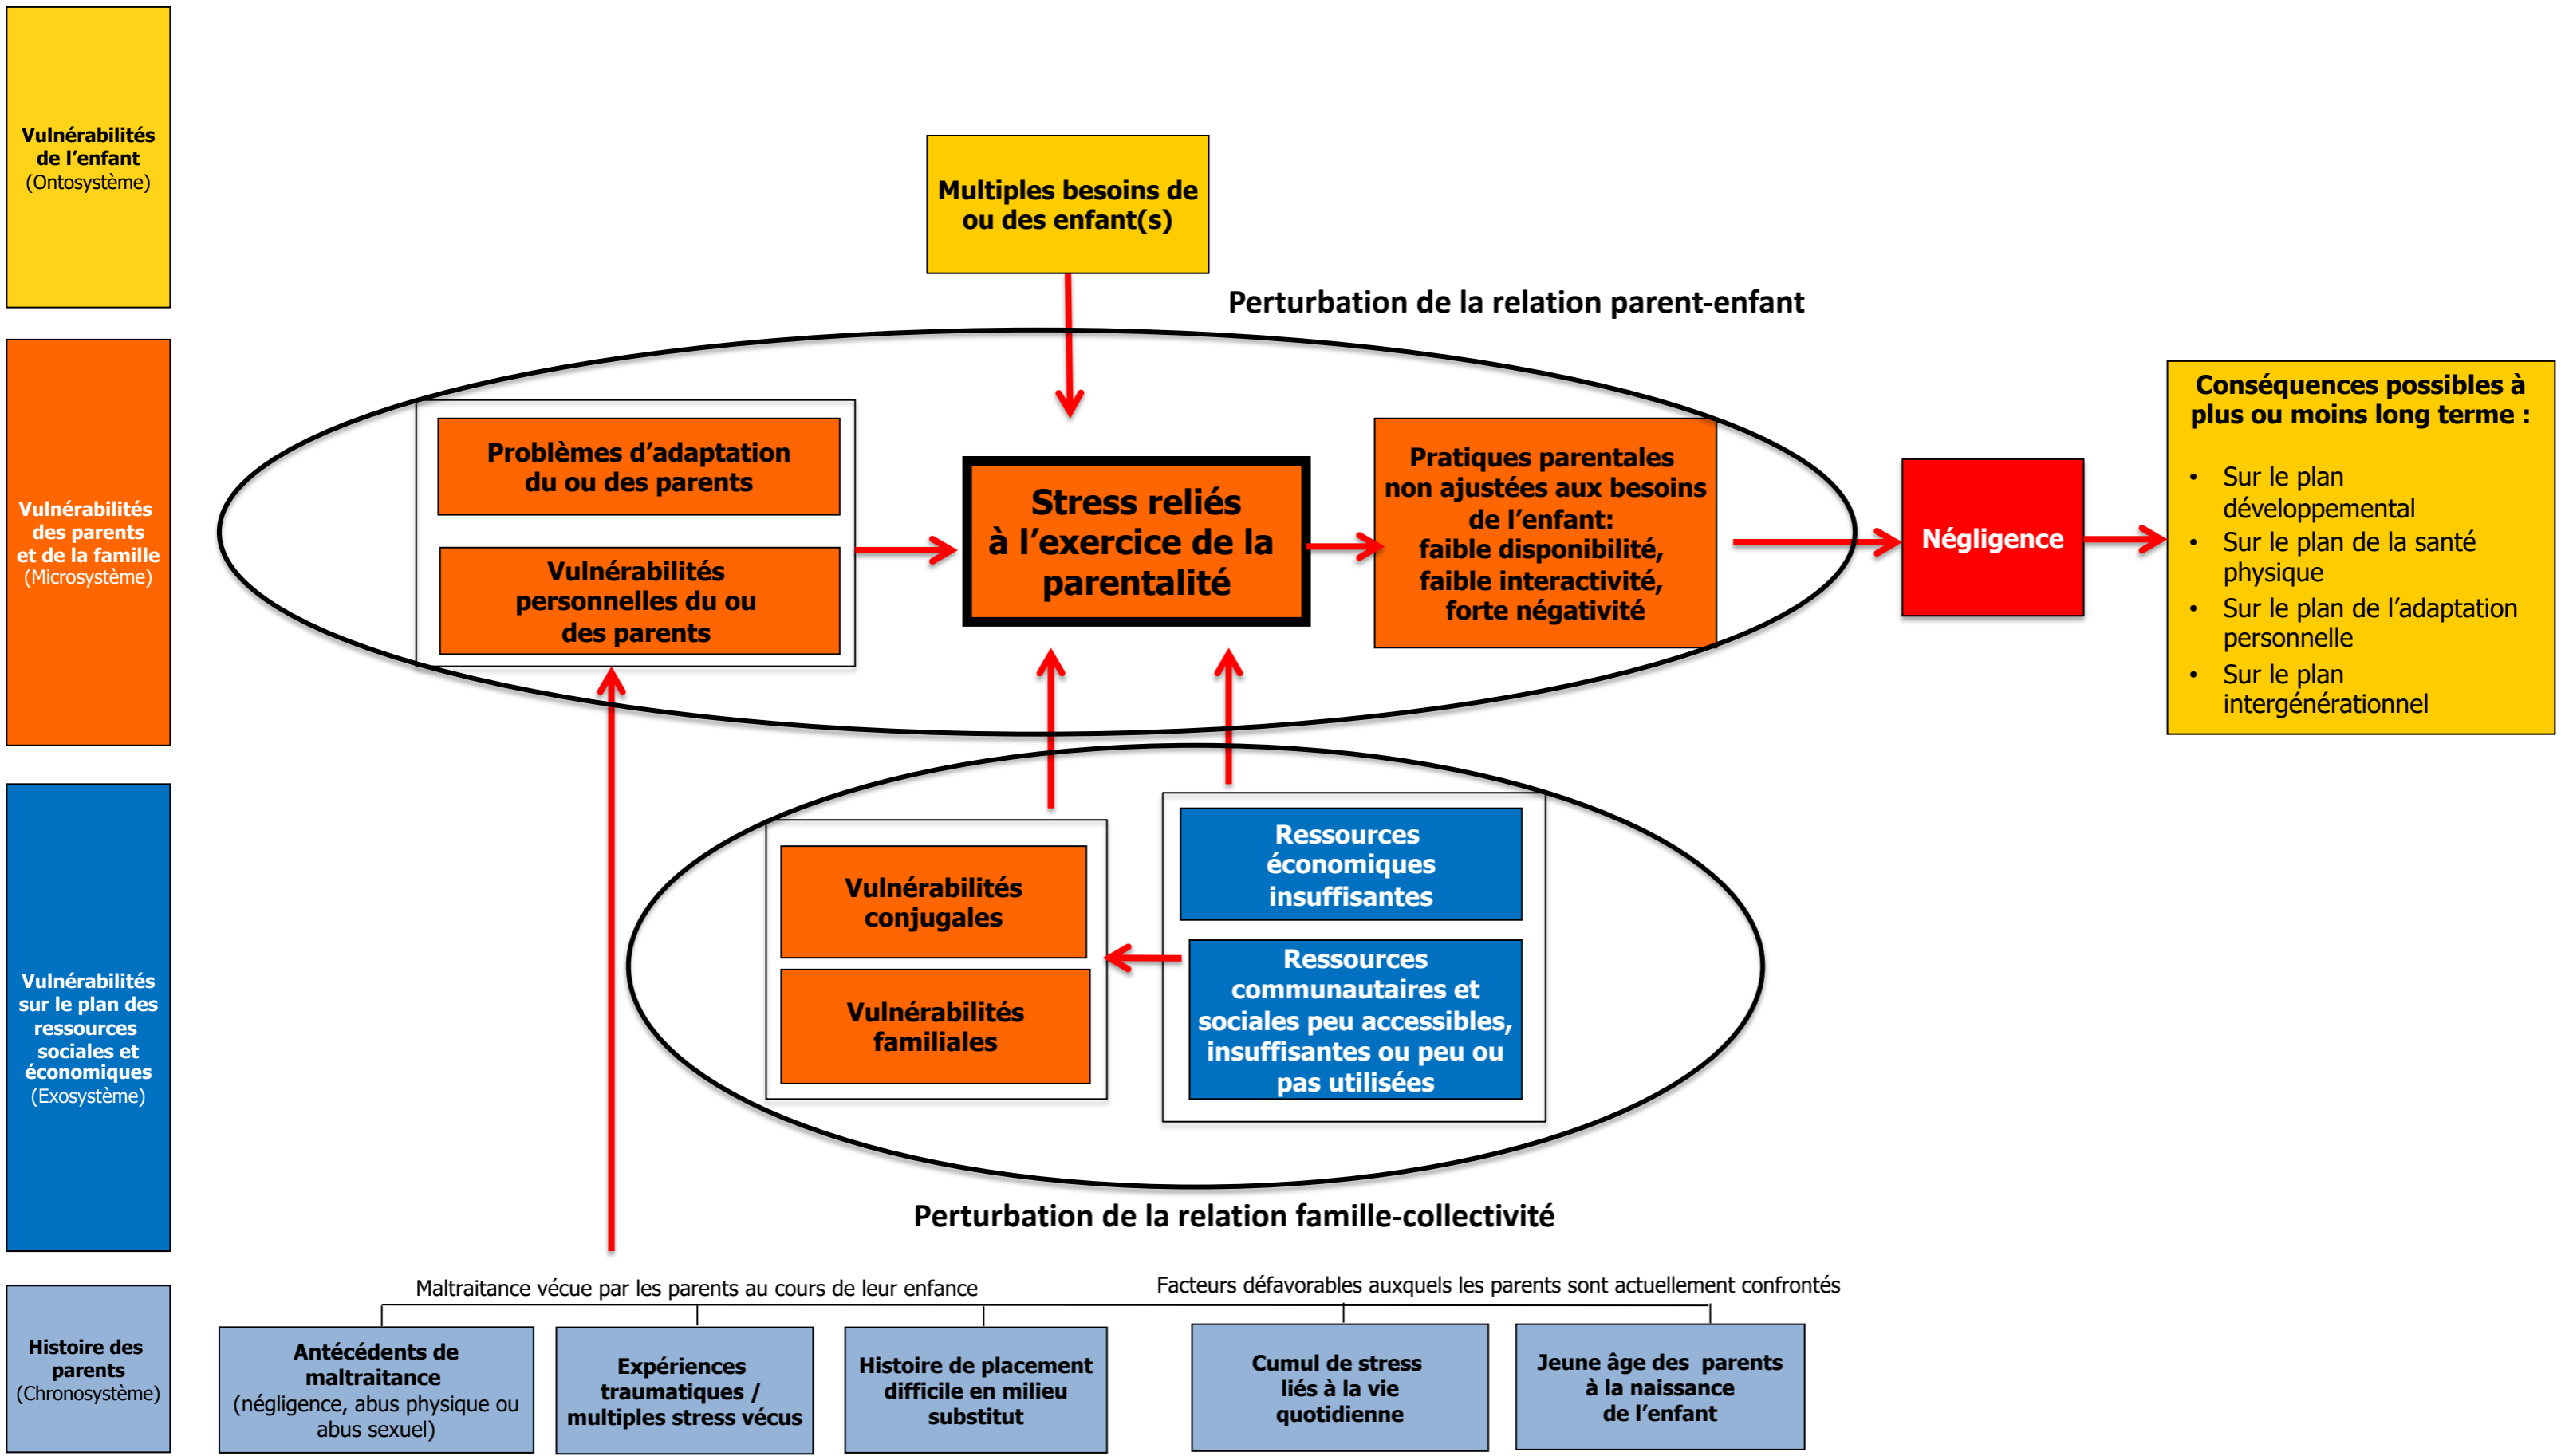 Vulnérabilités
de l’enfant
(Ontosystème)
Multiples besoins de
ou des enfant(s)
Perturbation de la relation parent-enfant
Vulnérabilités
des parents
et de la famille
(Microsystème)
Problèmes d’adaptation
du ou des parents
Vulnérabilités
personnelles du ou
des parents
Stress reliés
à l’exercice de la
parentalité
Pratiques parentales
non ajustées aux besoins
de l’enfant:
faible disponibilité,
faible interactivité,
forte négativité
Négligence
Conséquences possibles à
plus ou moins long terme :
• Sur le plan
développemental
• Sur le plan de la santé
physique
• Sur le plan de l’adaptation
personnelle
• Sur le plan
intergénérationnel
Vulnérabilités
sur le plan des
ressources
sociales et
économiques
(Exosystème)
Vulnérabilités
conjugales
Vulnérabilités
familiales
Ressources
économiques
insuffisantes
Ressources
communautaires et
sociales peu accessibles,
insuffisantes ou peu ou
pas utilisées
Perturbation de la relation famille-collectivité
Histoire des
parents
(Chronosystème)
Maltraitance vécue par les parents au cours de leur enfance
Facteurs défavorables auxquels les parents sont actuellement confrontés
Antécédents de
maltraitance
(négligence, abus physique ou
abus sexuel)
Expériences
traumatiques /
multiples stress vécus
Histoire de placement
difficile en milieu
substitut
Cumul de stress
liés à la vie
quotidienne
Jeune âge des parents
à la naissance
de l’enfant